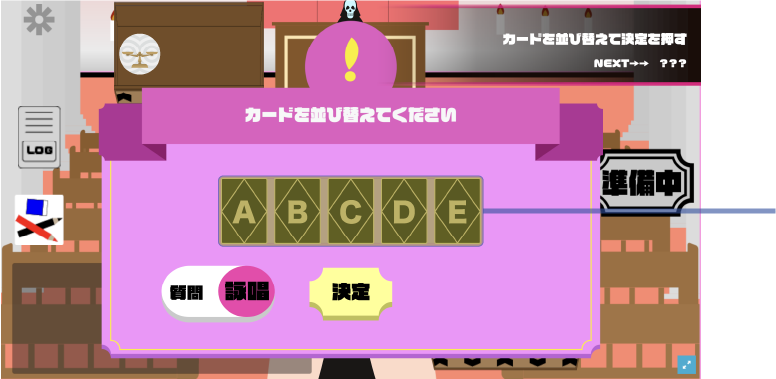 カードを並び替えて決定を押す
NEXT→→ ???
カードを並び替えてください
LOG
A B C D E
準備中
質問 詠唱 決定